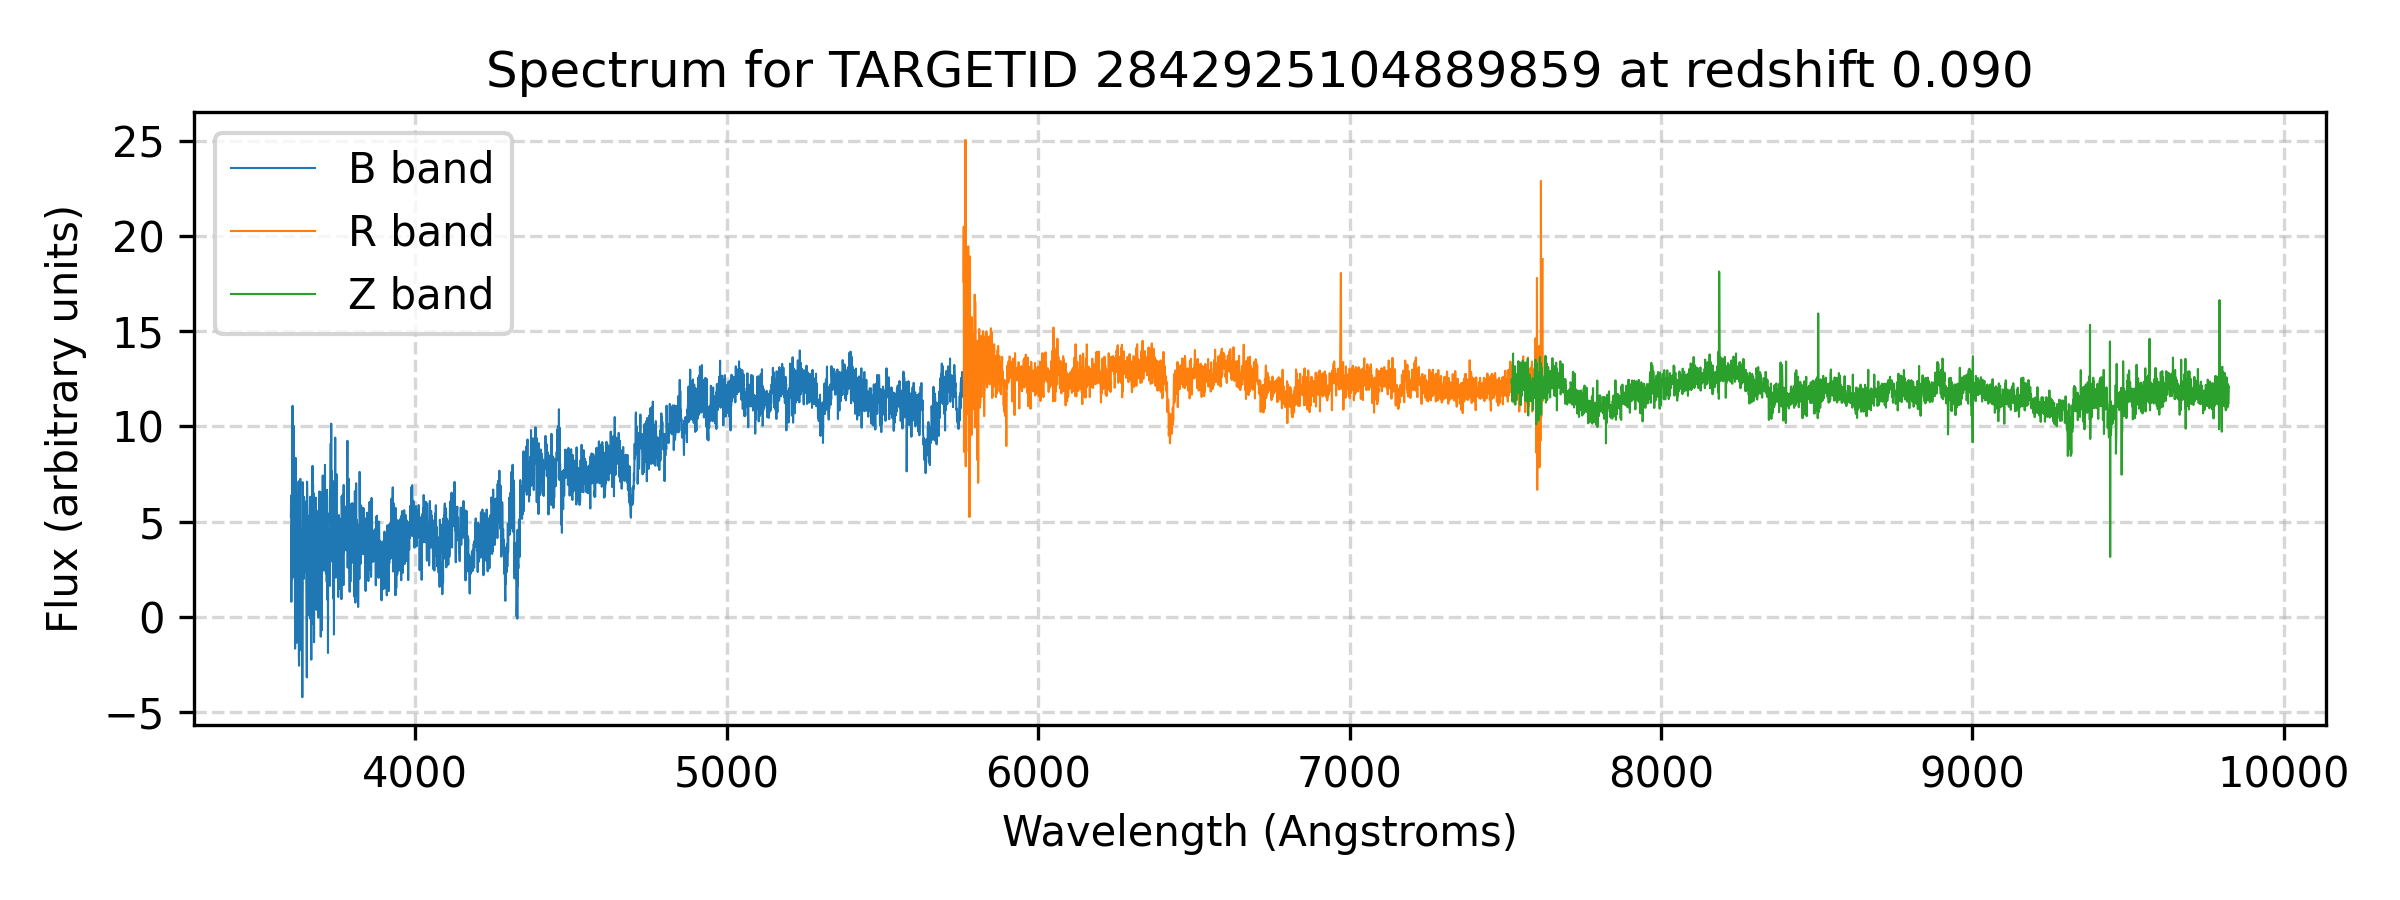 Spectrum for TARGETID 2842925104889859 at redshift 0.090
B band
R band
Z band
25
20
15
10
5
0
−5
Flux (arbitrary units)
4000 5000 6000 7000 8000 9000 10000
Wavelength (Angstroms)